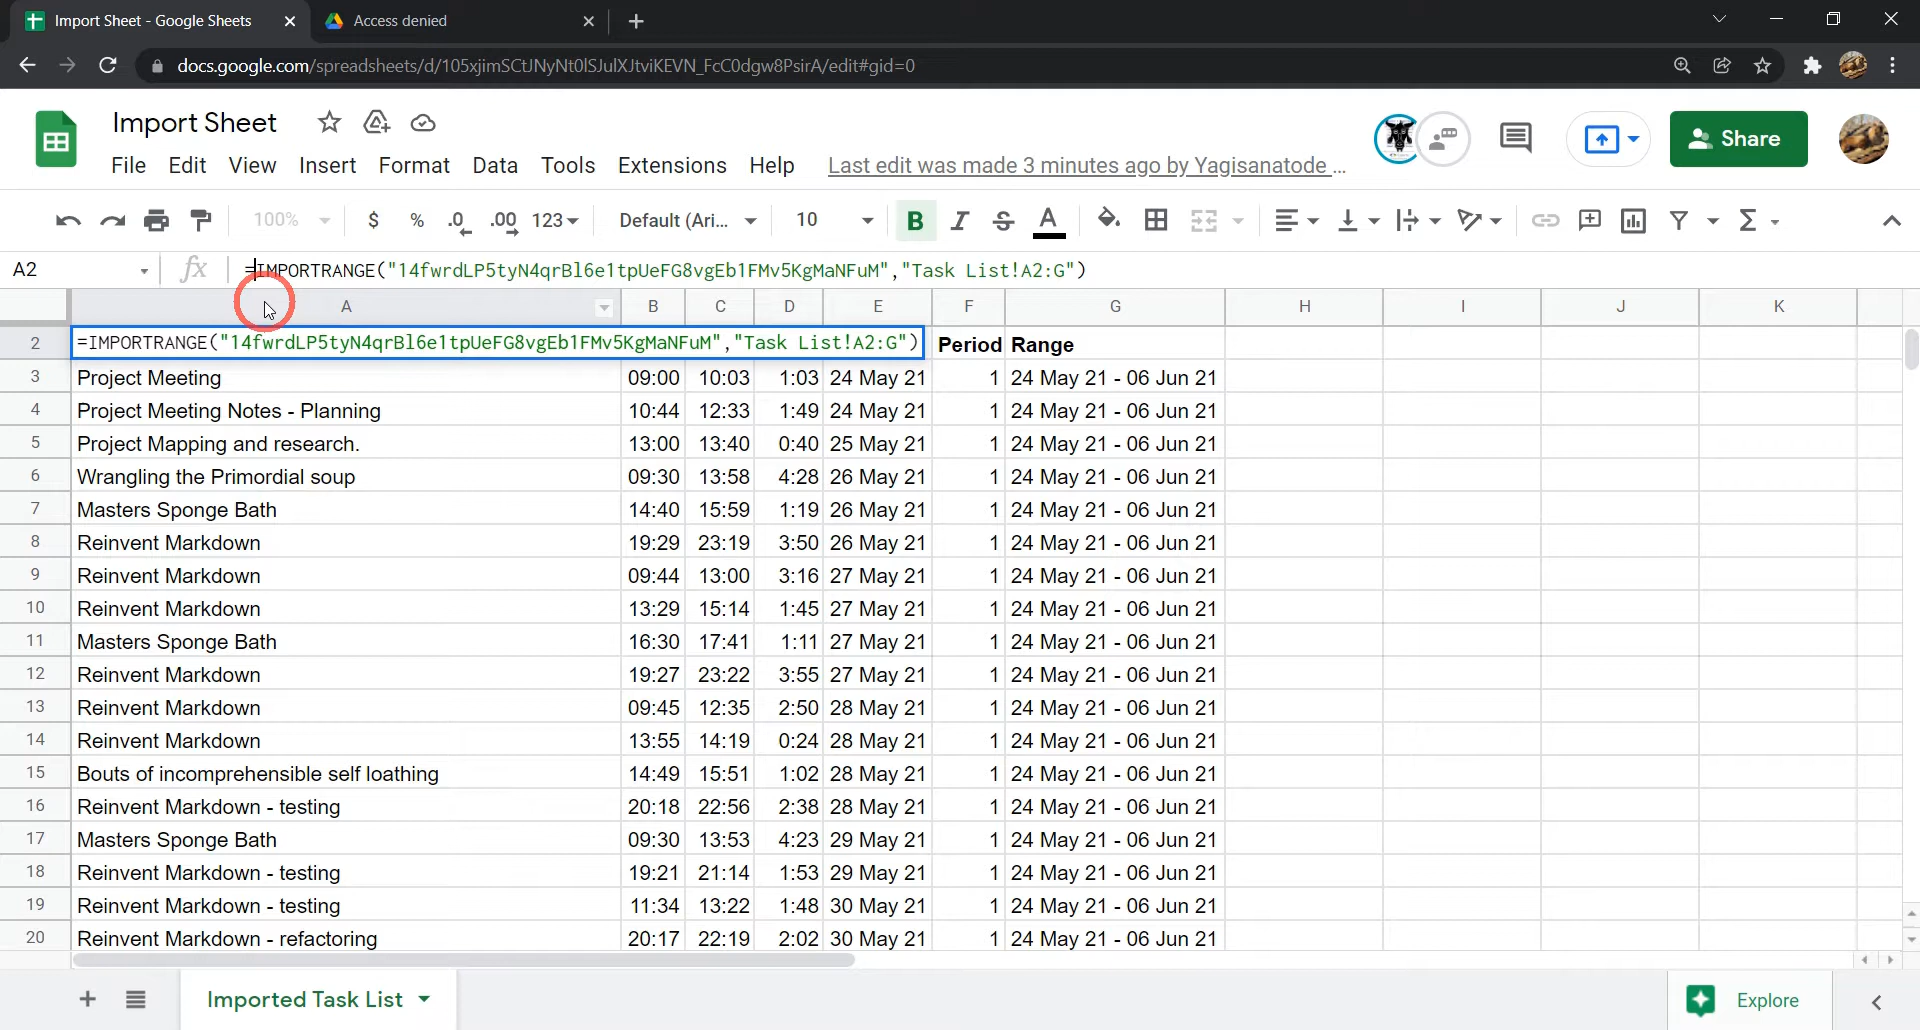 Import Sheet - Google Sheets
Access denied
docs.google.com/spreadsheets/d/105xjimSCtJNyNt0lSJulXJtviKEVN_FcC0dgw8PsirA/edit#gid=0
Import Sheet
File Edit View Insert Format Data Tools Extensions Help Last edit was made 3 minutes ago by Yagisanatode ...
Share
100% $ % .0 .00 123 Default (Ari... 10 B I S A Σ
A2 fx =IMPORTRANGE("14fwrdLP5tyN4qrBl6e1tpUeFG8vgEb1FMv5KgMaNFuM","Task List!A2:G")
A B C D E F G H I J K
2 =IMPORTRANGE("14fwrdLP5tyN4qrBl6e1tpUeFG8vgEb1FMv5KgMaNFuM","Task List!A2:G") Period Range
3 Project Meeting 09:00 10:03 1:03 24 May 21 1 24 May 21 - 06 Jun 21
4 Project Meeting Notes - Planning 10:44 12:33 1:49 24 May 21 1 24 May 21 - 06 Jun 21
5 Project Mapping and research. 13:00 13:40 0:40 25 May 21 1 24 May 21 - 06 Jun 21
6 Wrangling the Primordial soup 09:30 13:58 4:28 26 May 21 1 24 May 21 - 06 Jun 21
7 Masters Sponge Bath 14:40 15:59 1:19 26 May 21 1 24 May 21 - 06 Jun 21
8 Reinvent Markdown 19:29 23:19 3:50 26 May 21 1 24 May 21 - 06 Jun 21
9 Reinvent Markdown 09:44 13:00 3:16 27 May 21 1 24 May 21 - 06 Jun 21
10 Reinvent Markdown 13:29 15:14 1:45 27 May 21 1 24 May 21 - 06 Jun 21
11 Masters Sponge Bath 16:30 17:41 1:11 27 May 21 1 24 May 21 - 06 Jun 21
12 Reinvent Markdown 19:27 23:22 3:55 27 May 21 1 24 May 21 - 06 Jun 21
13 Reinvent Markdown 09:45 12:35 2:50 28 May 21 1 24 May 21 - 06 Jun 21
14 Reinvent Markdown 13:55 14:19 0:24 28 May 21 1 24 May 21 - 06 Jun 21
15 Bouts of incomprehensible self loathing 14:49 15:51 1:02 28 May 21 1 24 May 21 - 06 Jun 21
16 Reinvent Markdown - testing 20:18 22:56 2:38 28 May 21 1 24 May 21 - 06 Jun 21
17 Masters Sponge Bath 09:30 13:53 4:23 29 May 21 1 24 May 21 - 06 Jun 21
18 Reinvent Markdown - testing 19:21 21:14 1:53 29 May 21 1 24 May 21 - 06 Jun 21
19 Reinvent Markdown - testing 11:34 13:22 1:48 30 May 21 1 24 May 21 - 06 Jun 21
20 Reinvent Markdown - refactoring 20:17 22:19 2:02 30 May 21 1 24 May 21 - 06 Jun 21
Imported Task List Explore